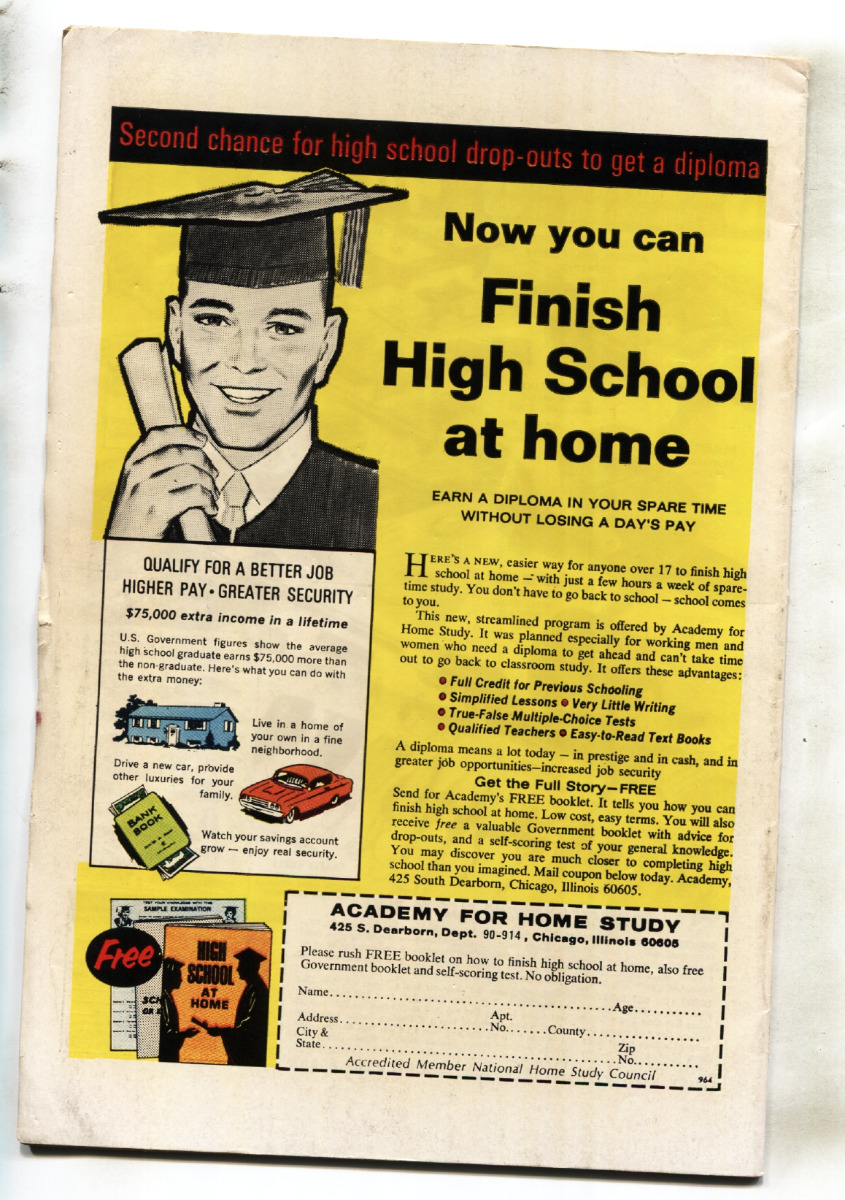 Second chance for high school drop-outs to get a diploma
Now you can
Finish
High School
at home
EARN A DIPLOMA IN YOUR SPARE TIME
WITHOUT LOSING A DAY'S PAY
QUALIFY FOR A BETTER JOB
HIGHER PAY • GREATER SECURITY
$75,000 extra income in a lifetime
U.S. Government figures show the average
high school graduate earns $75,000 more than
the non-graduate. Here's what you can do with
the extra money:
Live in a home of
your own in a fine
neighborhood.
Drive a new car, provide
other luxuries for your
family.
BANK
BOOK
Watch your savings account
grow — enjoy real security.
HERE'S A NEW, easier way for anyone over 17 to finish high
school at home — with just a few hours a week of spare-
time study. You don't have to go back to school — school comes
to you.
This new, streamlined program is offered by Academy for
Home Study. It was planned especially for working men and
women who need a diploma to get ahead and can't take time
out to go back to classroom study. It offers these advantages:
• Full Credit for Previous Schooling
• Simplified Lessons • Very Little Writing
• True-False Multiple-Choice Tests
• Qualified Teachers • Easy-to-Read Text Books
A diploma means a lot today — in prestige and in cash, and in
greater job opportunities—increased job security
Get the Full Story—FREE
Send for Academy's FREE booklet. It tells you how you can
finish high school at home. Low cost, easy terms. You will also
receive free a valuable Government booklet with advice for
drop-outs, and a self-scoring test of your general knowledge.
You may discover you are much closer to completing high
school than you imagined. Mail coupon below today. Academy,
425 South Dearborn, Chicago, Illinois 60605.
TEST YOUR KNOWLEDGE WITH THIS
SAMPLE EXAMINATION
Free
SCH
OR
HIGH
SCHOOL
AT
HOME
ACADEMY FOR HOME STUDY
425 S. Dearborn, Dept. 90-914, Chicago, Illinois 60605
Please rush FREE booklet on how to finish high school at home, also free
Government booklet and self-scoring test. No obligation.
Name.......................................................Age...........
Address.............................Apt. No.......County.....................
City &
State.......................................................Zip No..........
Accredited Member National Home Study Council
964